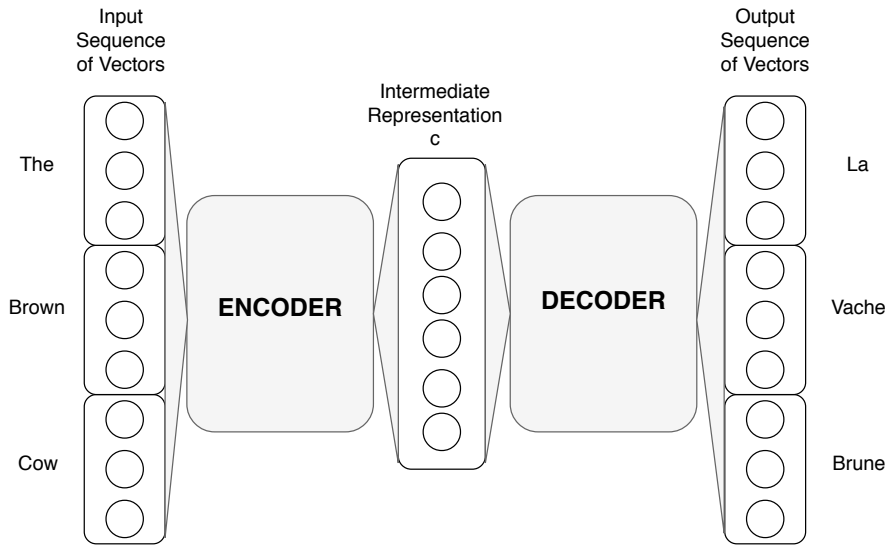 Input
Sequence
of Vectors
The
Brown
Cow
ENCODER
Intermediate
Representation
c
DECODER
Output
Sequence
of Vectors
La
Vache
Brune